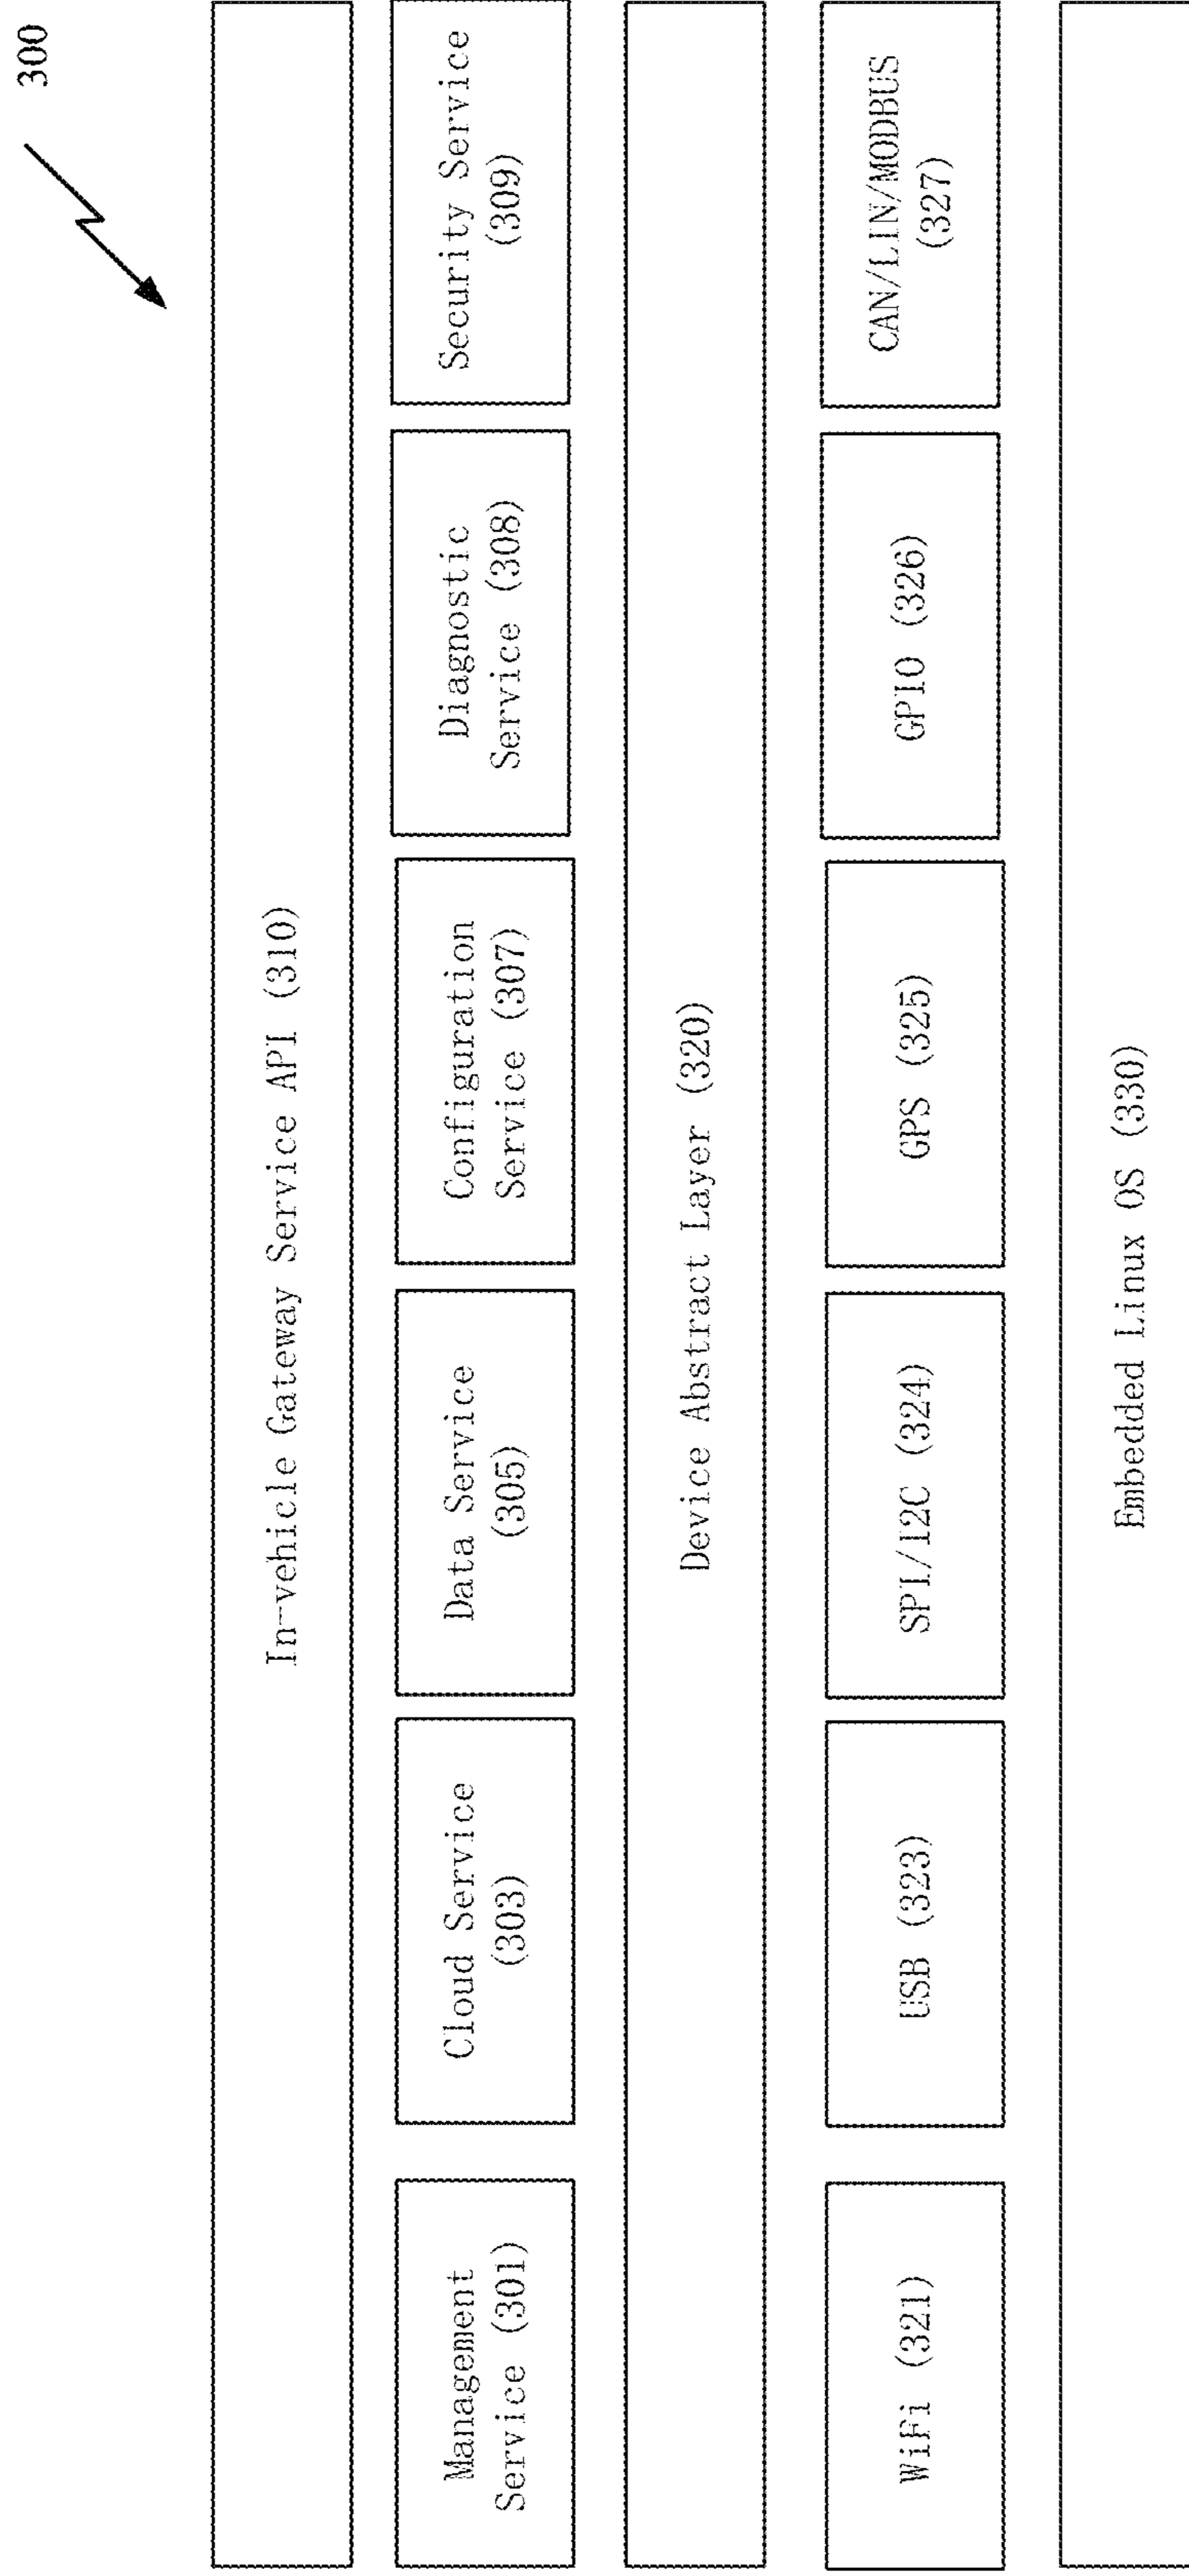 300
In-vehicle Gateway Service API (310)
Management
Service (301)
Cloud Service
(303)
Data Service
(305)
Configuration
Service (307)
Diagnostic
Service (308)
Security Service
(309)
Device Abstract Layer (320)
WiFi (321)
USB (323)
SPI/I2C (324)
GPS (325)
GPIO (326)
CAN/LIN/MODBUS
(327)
Embedded Linux OS (330)